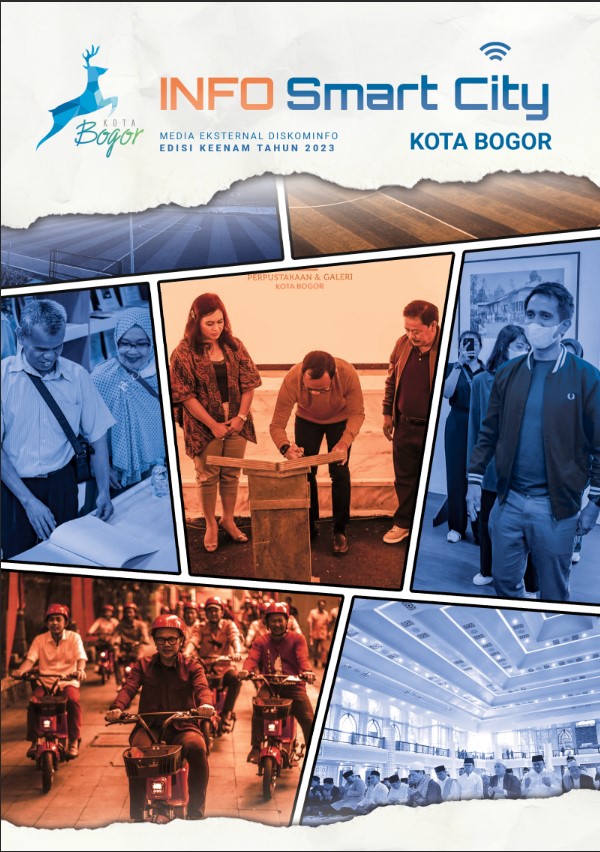 KOTA
Bogor
INFO Smart City
MEDIA EKSTERNAL DISKOMINFO
EDISI KEENAM TAHUN 2023
KOTA BOGOR
PERPUSTAKAAN & GALERI
KOTA BOGOR